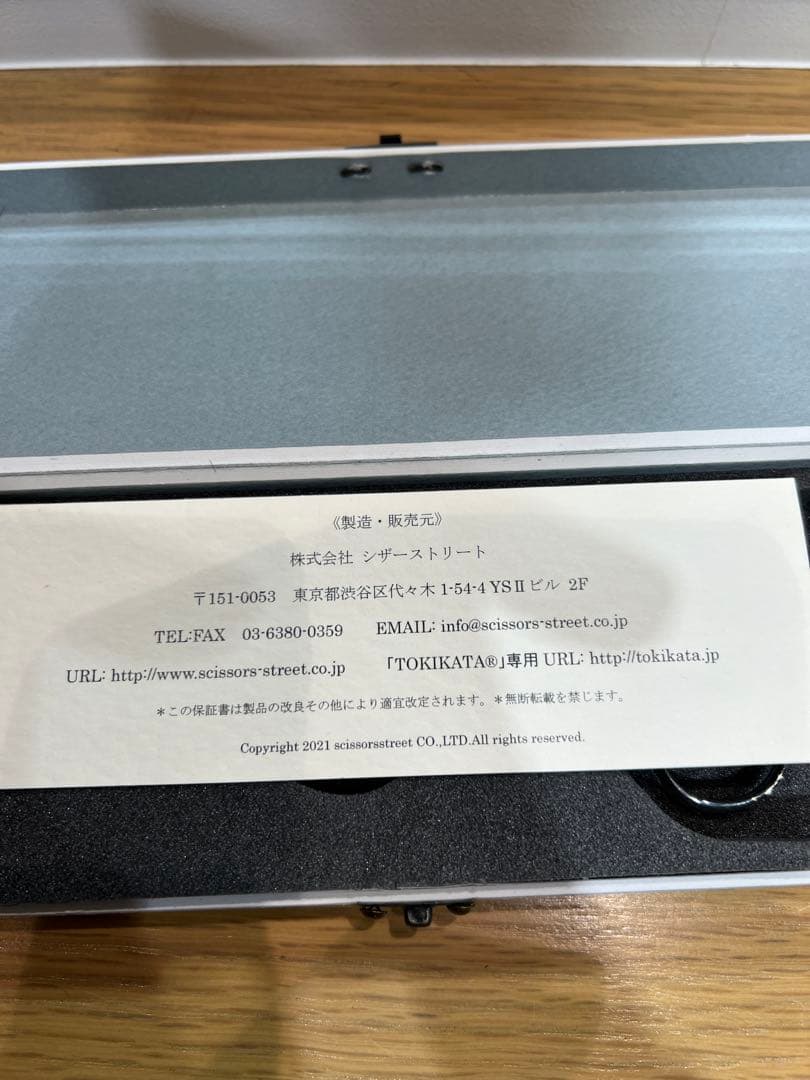 《製造・販売元》
株式会社 シザーストリート
〒151-0053 東京都渋谷区代々木 1-54-4 YSⅡビル 2F
TEL:FAX 03-6380-0359 EMAIL: info@scissors-street.co.jp
URL: http://www.scissors-street.co.jp 「TOKIKATA®」専用 URL: http://tokikata.jp
＊この保証書は製品の改良その他により適宜改定されます。＊無断転載を禁じます。
Copyright 2021 scissorsstreet CO.,LTD.All rights reserved.